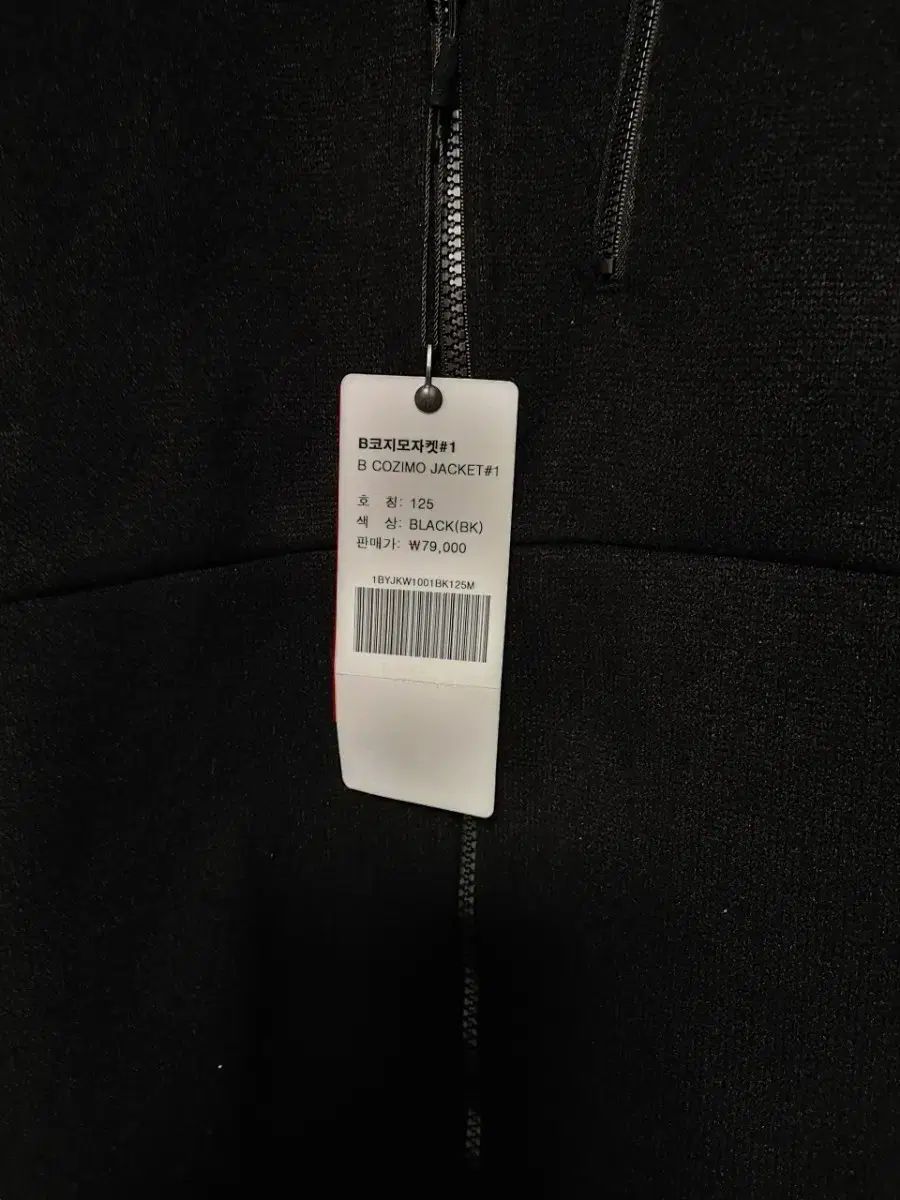 B코지모자켓#1
B COZIMO JACKET#1
호 칭: 125
색 상: BLACK(BK)
판매가: ₩79,000
1BYJKW1001BK125M